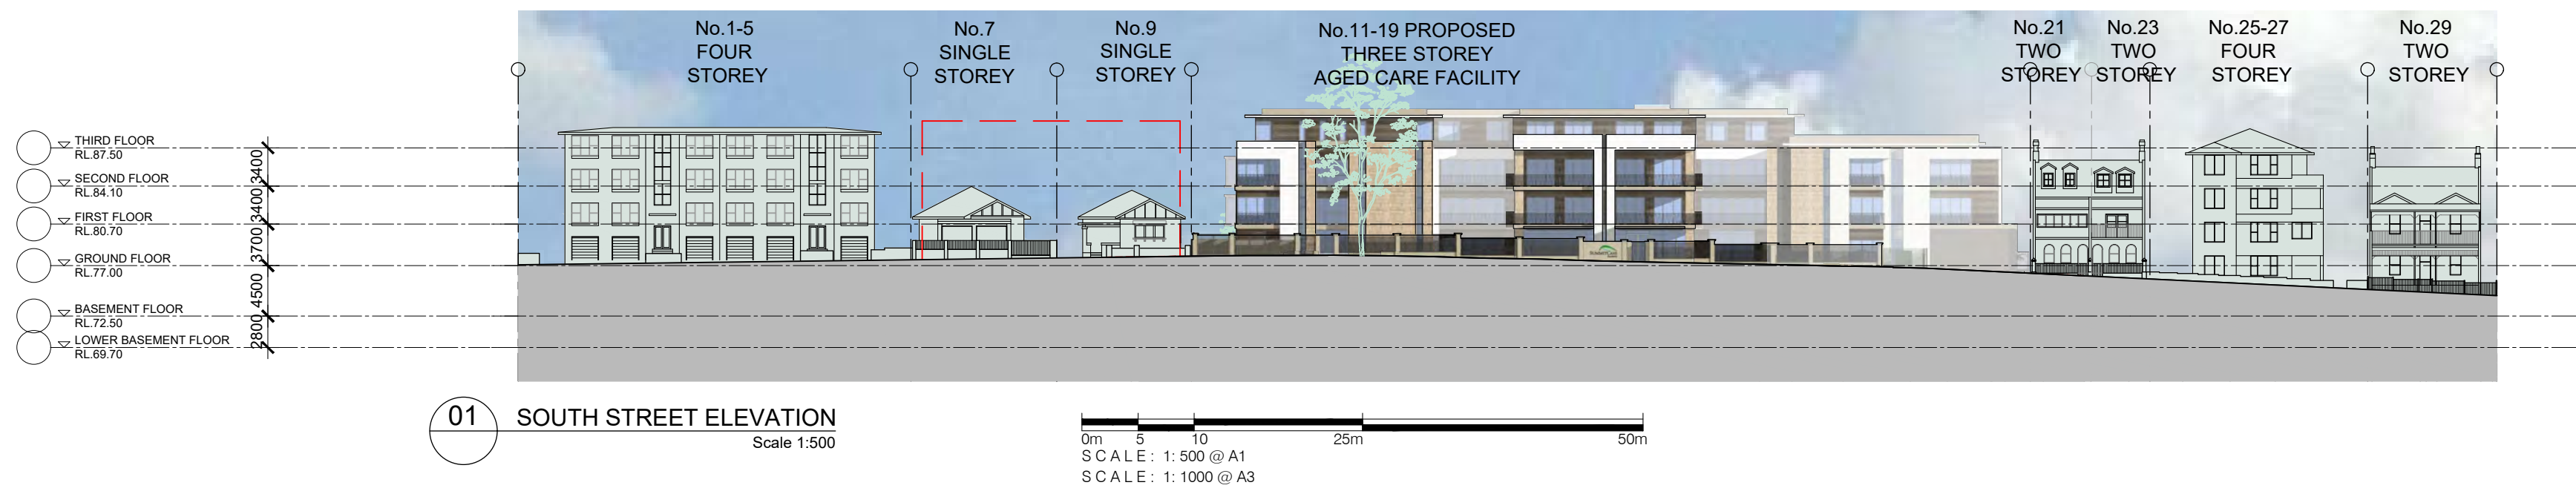 No.1-5
FOUR
STOREY
No.7
SINGLE
STOREY
No.9
SINGLE
STOREY
No.11-19 PROPOSED
THREE STOREY
AGED CARE FACILITY
No.21
TWO
STOREY
No.23
TWO
STOREY
No.25-27
FOUR
STOREY
No.29
TWO
STOREY
THIRD FLOOR
RL.87.50
3400
SECOND FLOOR
RL.84.10
3400
FIRST FLOOR
RL.80.70
3700
GROUND FLOOR
RL.77.00
4500
BASEMENT FLOOR
RL.72.50
2800
LOWER BASEMENT FLOOR
RL.69.70
01 SOUTH STREET ELEVATION
Scale 1:500
0m 5 10 25m 50m
SCALE: 1: 500 @ A1
SCALE: 1: 1000 @ A3